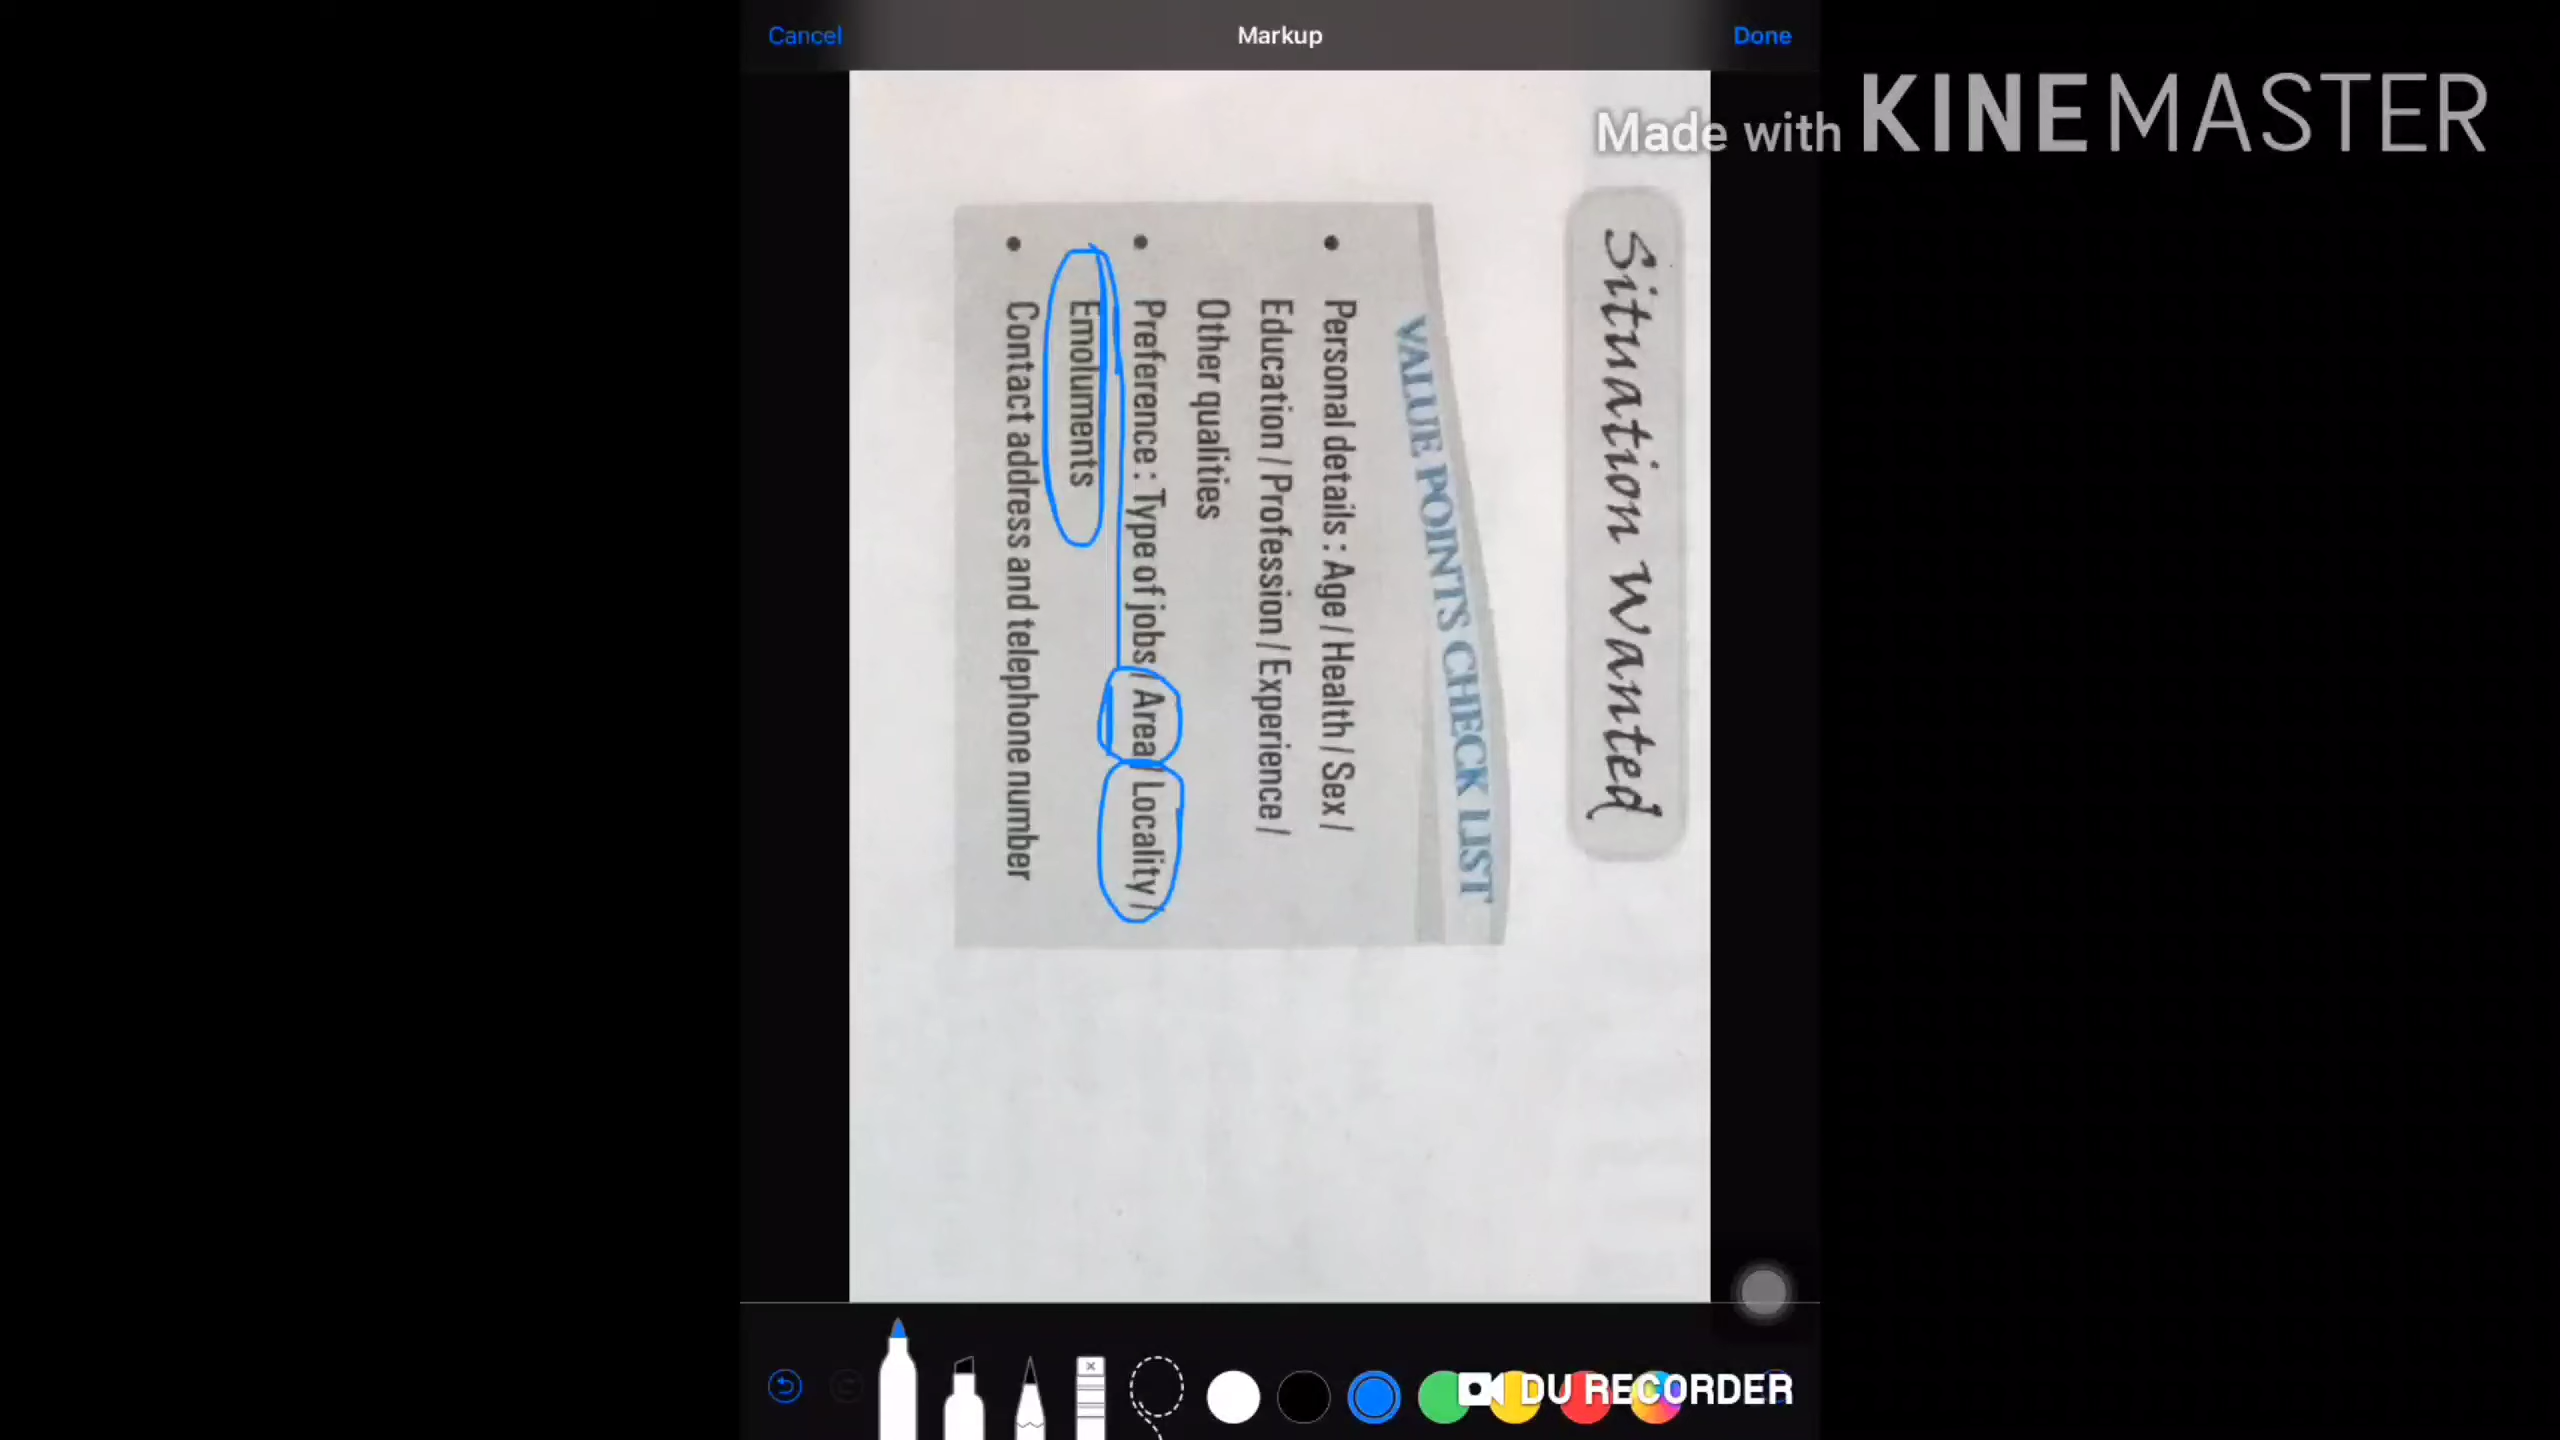 Cancel
Markup
Done
Made with KINEMASTER
Situation Wanted
VALUE POINTS CHECK LIST
• Personal details : Age / Health / Sex /
Education / Profession / Experience /
Other qualities
• Preference : Type of jobs / Area / Locality /
Emoluments
• Contact address and telephone number
DU RECORDER